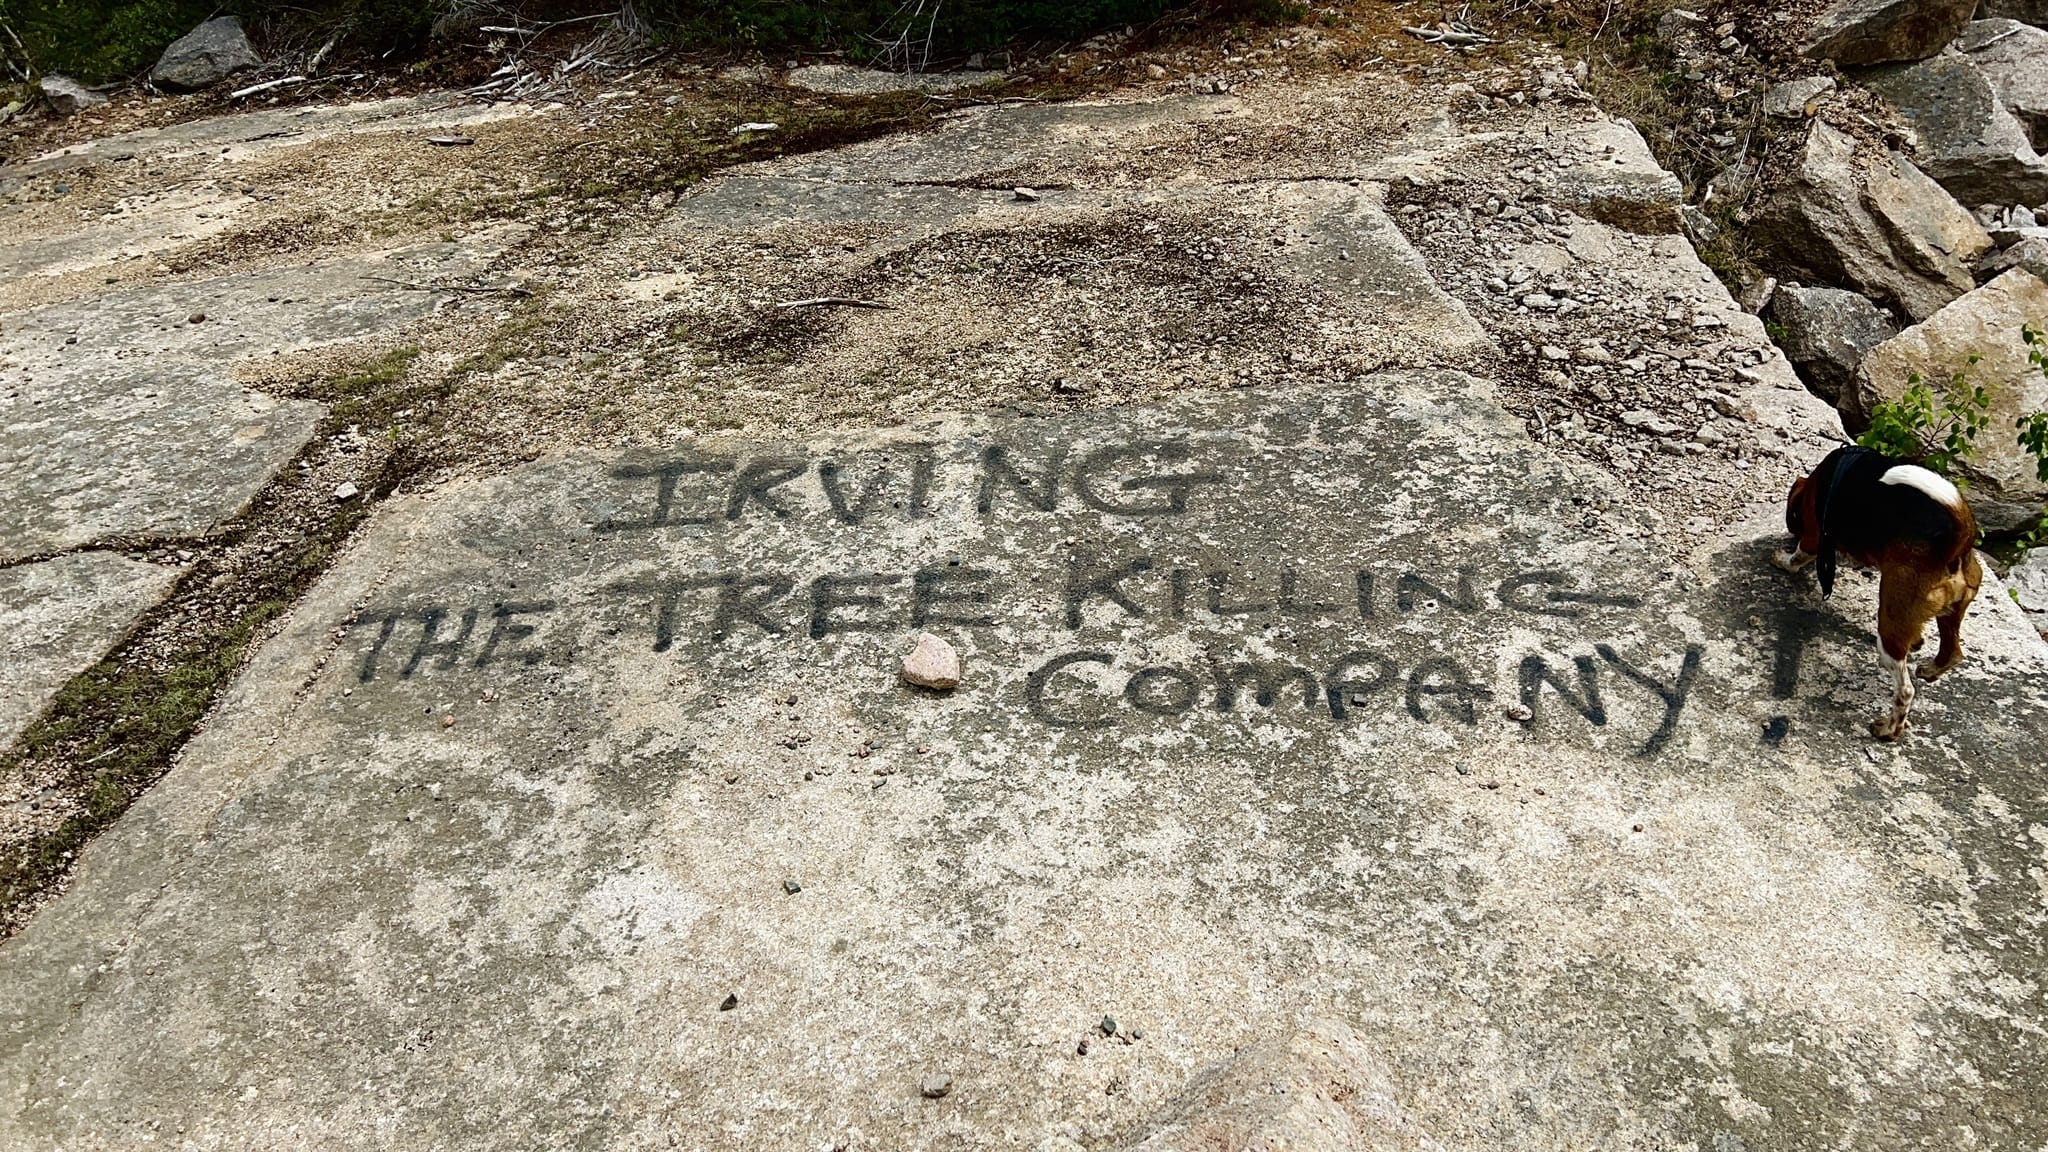 IRVING
THE TREE KILLING
COMPANY!